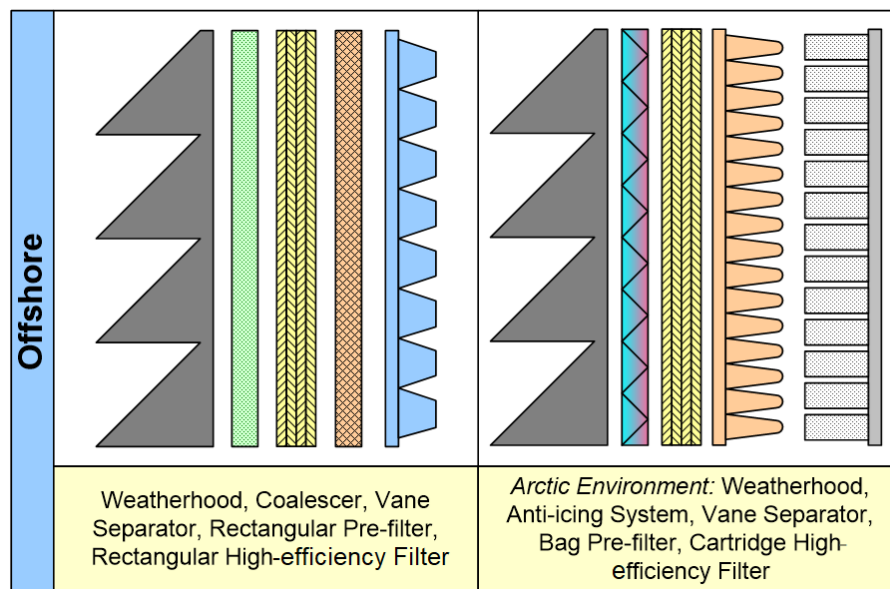 Offshore
Weatherhood, Coalescer, Vane
Separator, Rectangular Pre-filter,
Rectangular High-efficiency Filter
Arctic Environment: Weatherhood,
Anti-icing System, Vane Separator,
Bag Pre-filter, Cartridge High-
efficiency Filter